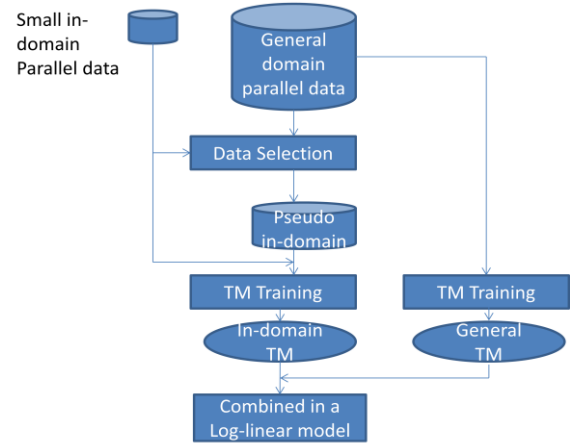 Small in-
domain
Parallel data
General
domain
parallel data
Data Selection
Pseudo
in-domain
TM Training
TM Training
In-domain
TM
General
TM
Combined in a
Log-linear model